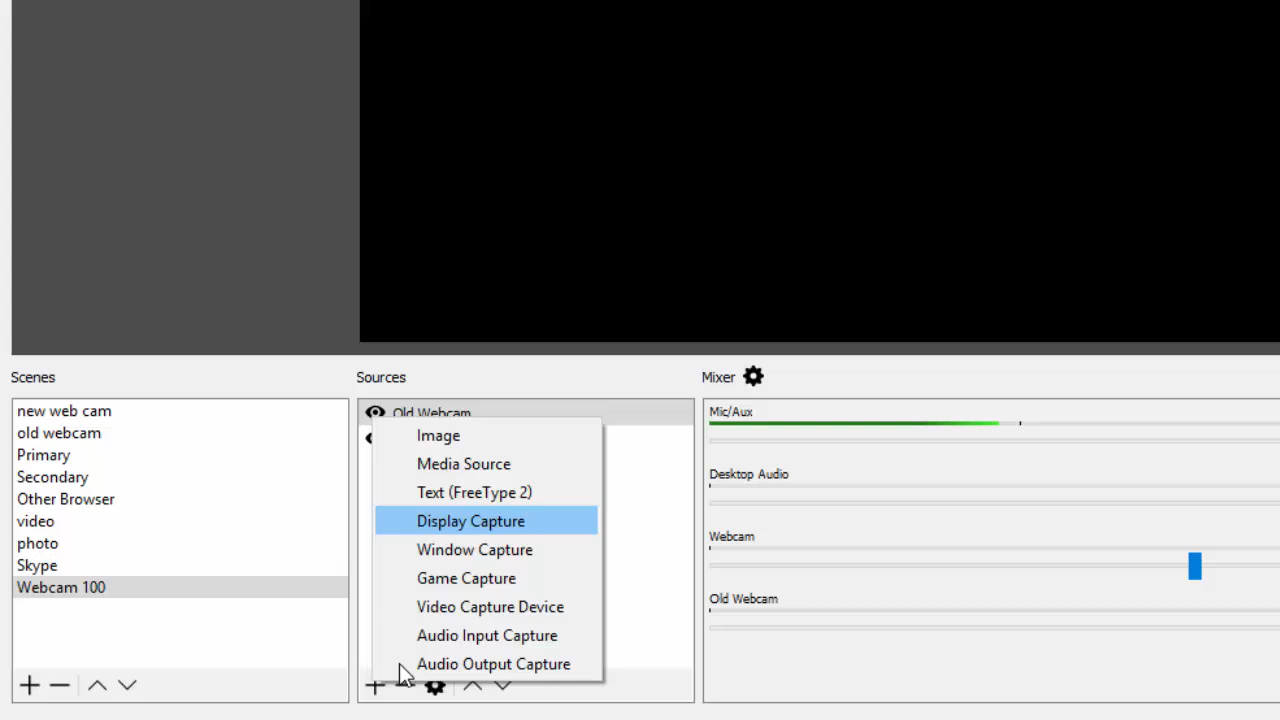 Scenes
new web cam
old webcam
Primary
Secondary
Other Browser
video
photo
Skype
Webcam 100
Sources
Old Webcam
Image
Media Source
Text (FreeType 2)
Display Capture
Window Capture
Game Capture
Video Capture Device
Audio Input Capture
Audio Output Capture
Mixer
Mic/Aux
Desktop Audio
Webcam
Old Webcam